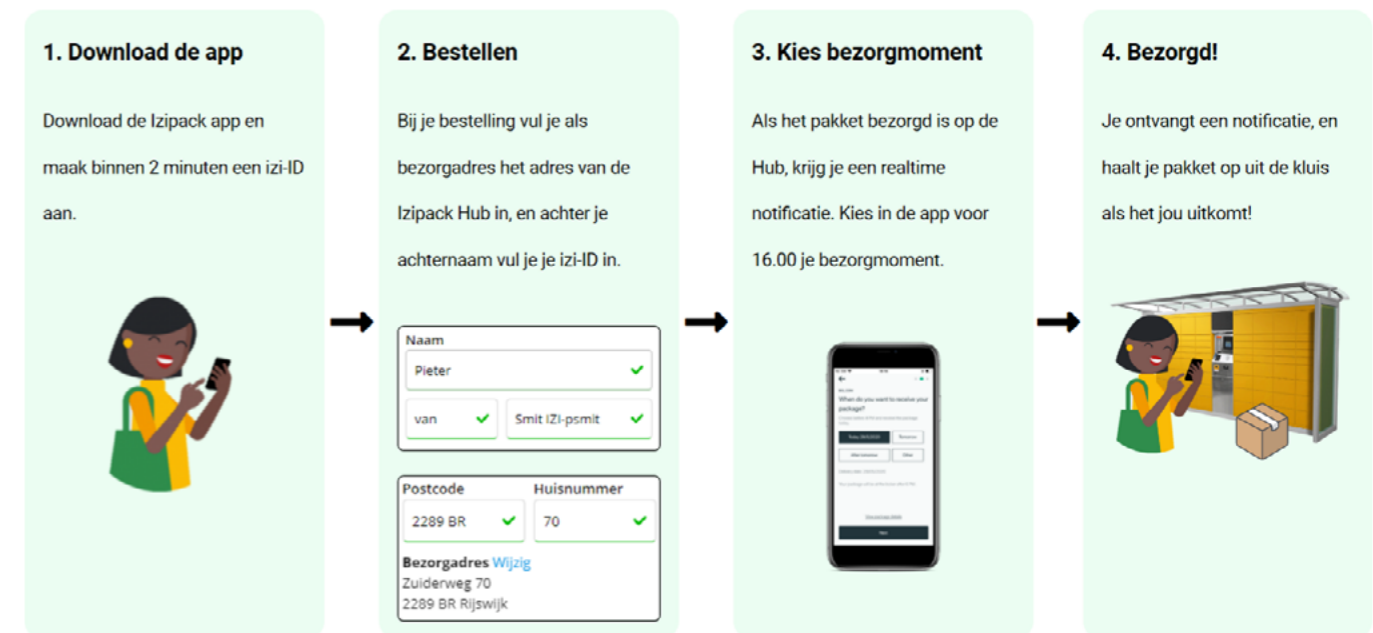 1. Download de app
Download de Izipack app en
maak binnen 2 minuten een izi-ID
aan.
2. Bestellen
Bij je bestelling vul je als
bezorgadres het adres van de
Izipack Hub in, en achter je
achternaam vul je je izi-ID in.
Naam
Pieter
van
Smit IZI-psmit
Postcode
Huisnummer
2289 BR
70
Bezorgadres Wijzig
Zuiderweg 70
2289 BR Rijswijk
3. Kies bezorgmoment
Als het pakket bezorgd is op de
Hub, krijg je een realtime
notificatie. Kies in de app voor
16.00 je bezorgmoment.
When do you want to receive your
package?
4. Bezorgd!
Je ontvangt een notificatie, en
haalt je pakket op uit de kluis
als het jou uitkomt!